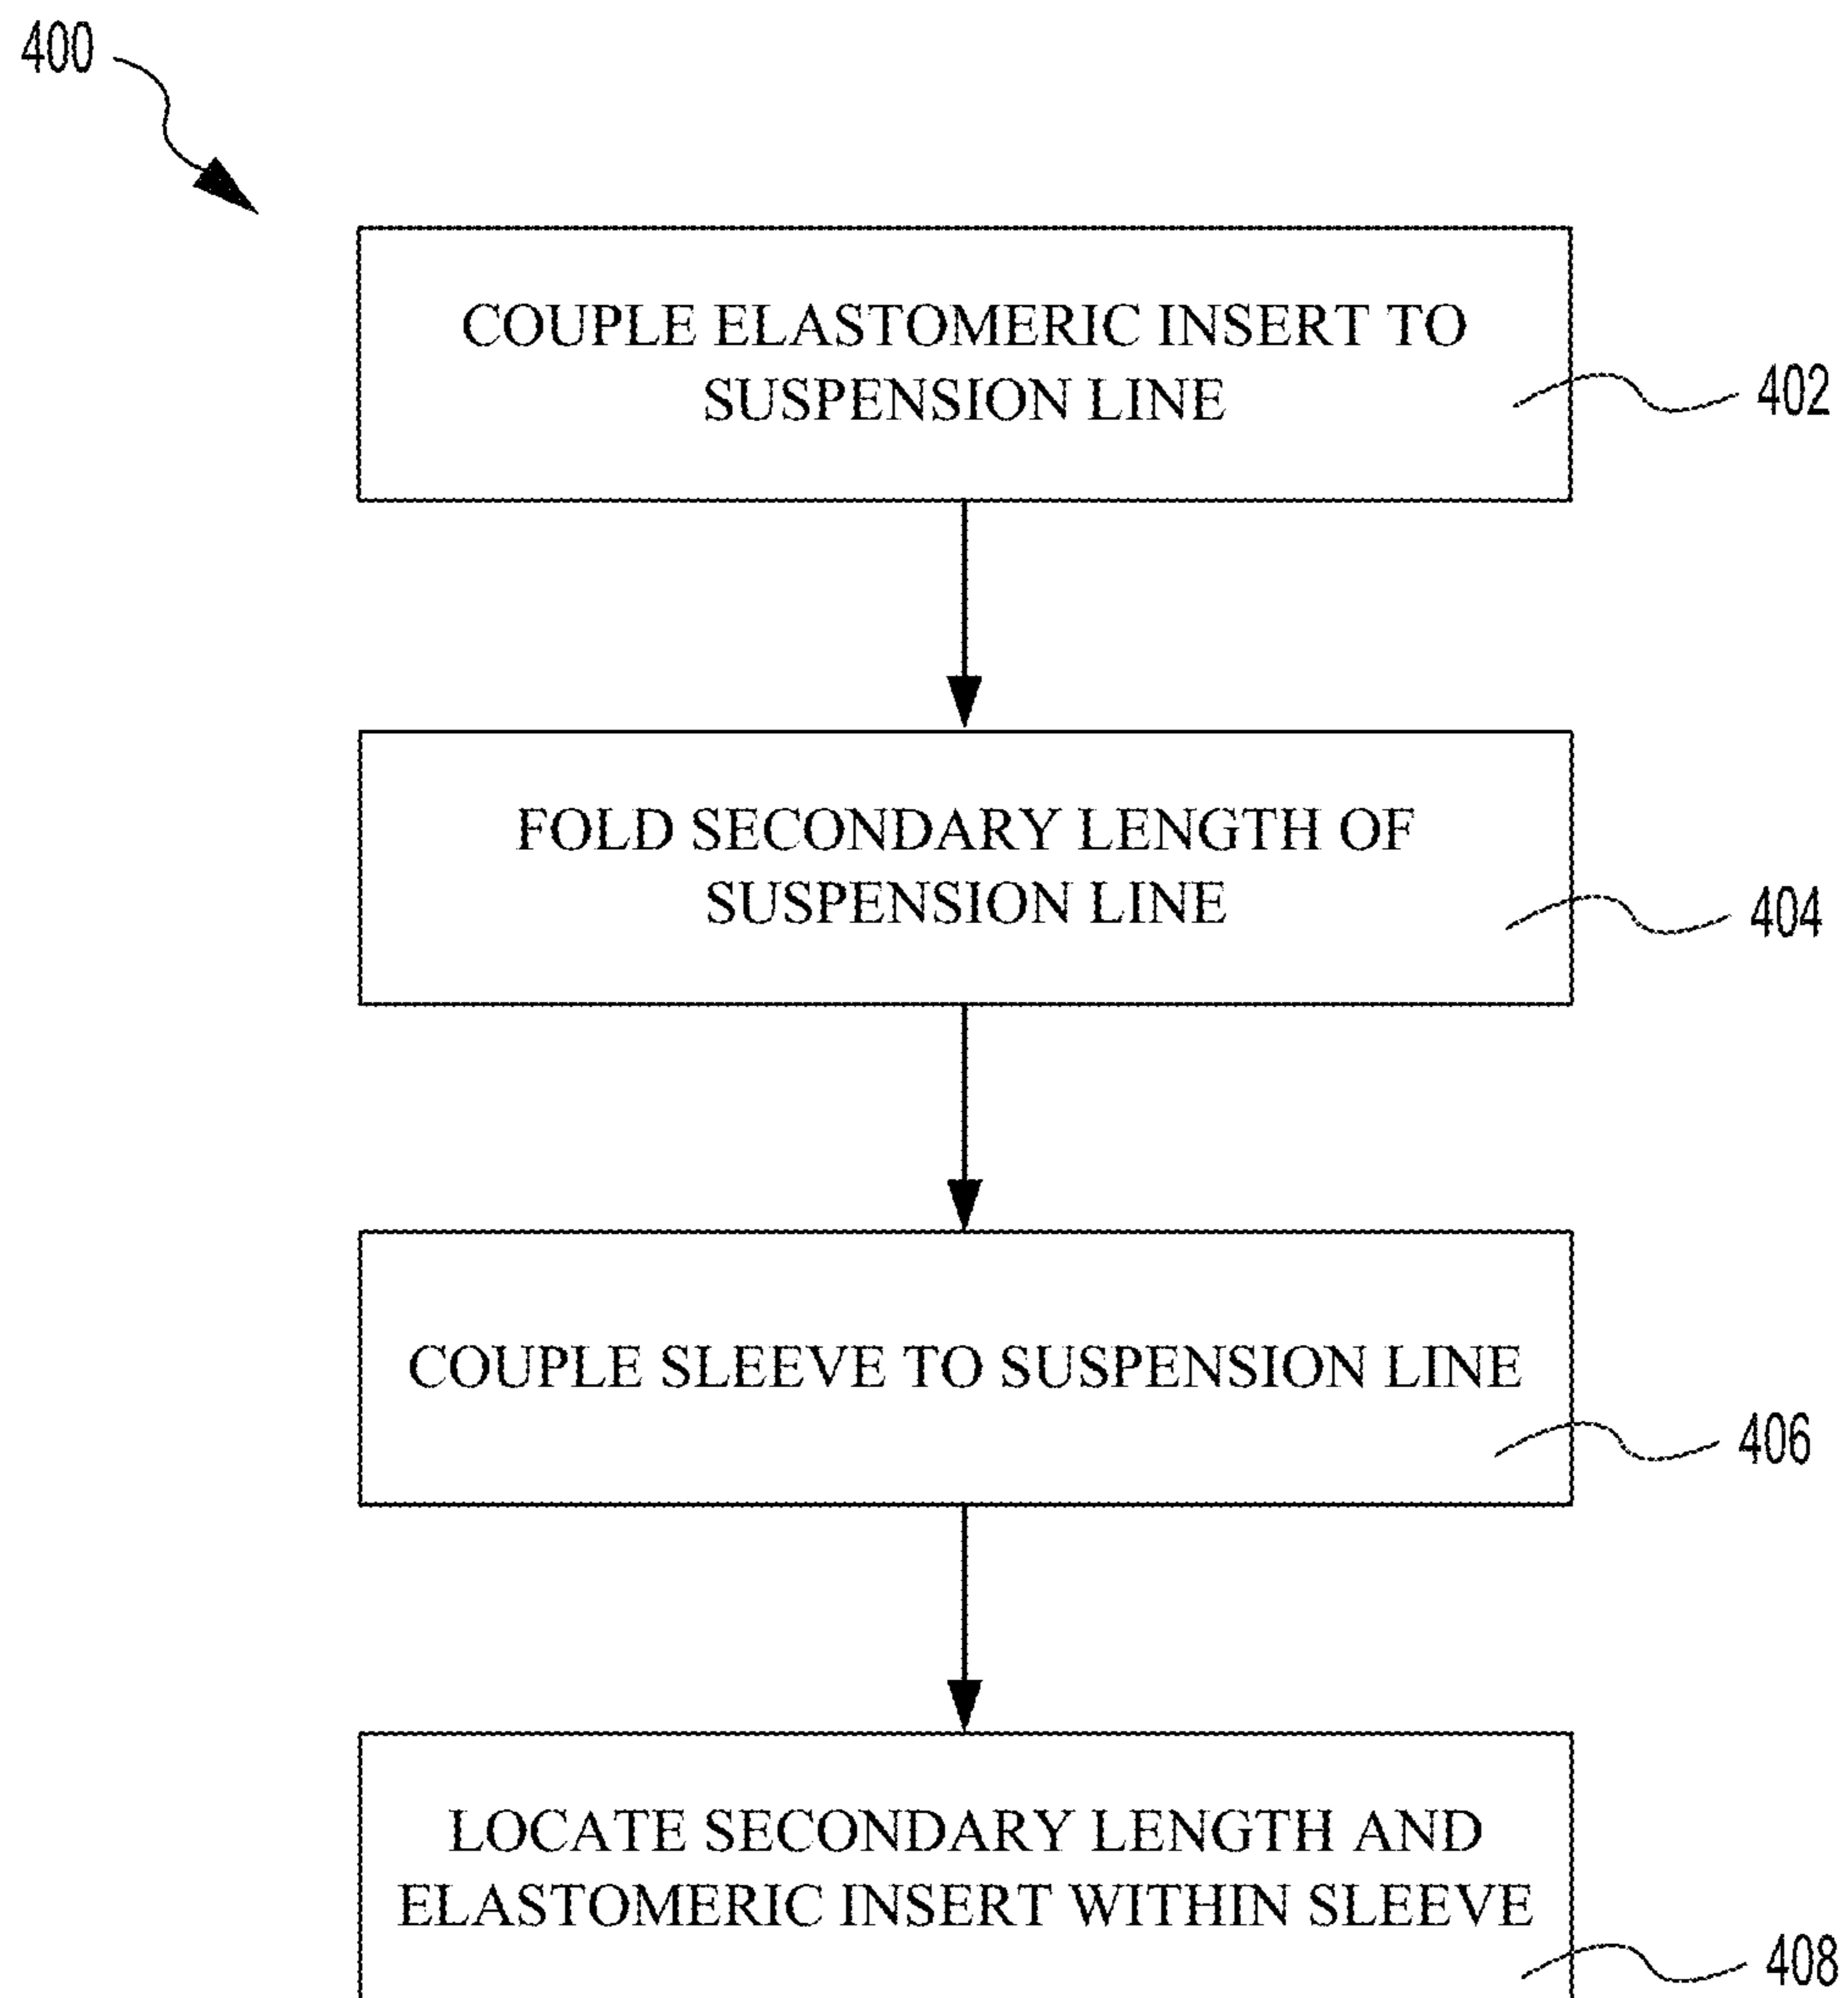 400
COUPLE ELASTOMERIC INSERT TO
SUSPENSION LINE
402
FOLD SECONDARY LENGTH OF
SUSPENSION LINE
404
COUPLE SLEEVE TO SUSPENSION LINE
406
LOCATE SECONDARY LENGTH AND
ELASTOMERIC INSERT WITHIN SLEEVE
408